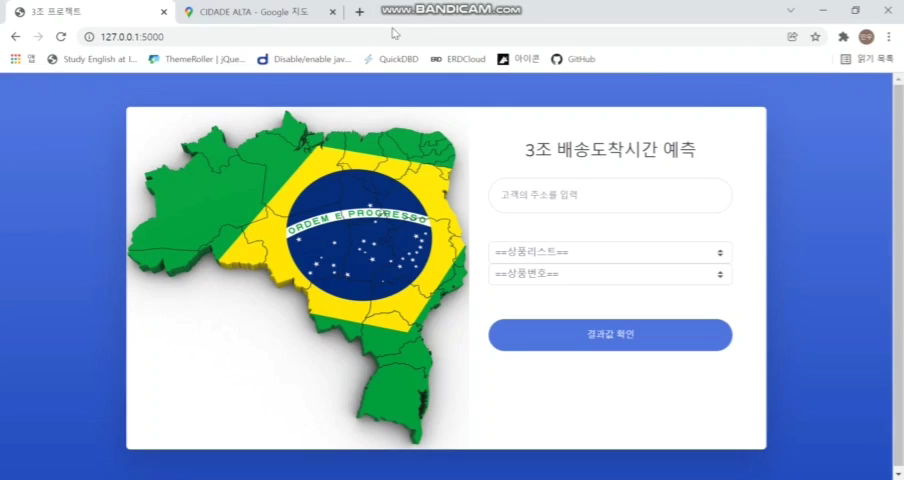 www.BANDICAM.com
3조 프로젝트
CIDADE ALTA - Google 지도
127.0.0.1:5000
앱
Study English at I...
ThemeRoller | jQue...
Disable/enable jav...
QuickDBD
ERD ERDCloud
아이콘
GitHub
읽기 목록
ORDEM E PROGRESSO
3조 배송도착시간 예측
고객의 주소를 입력
==상품리스트==
==상품번호==
결과값 확인